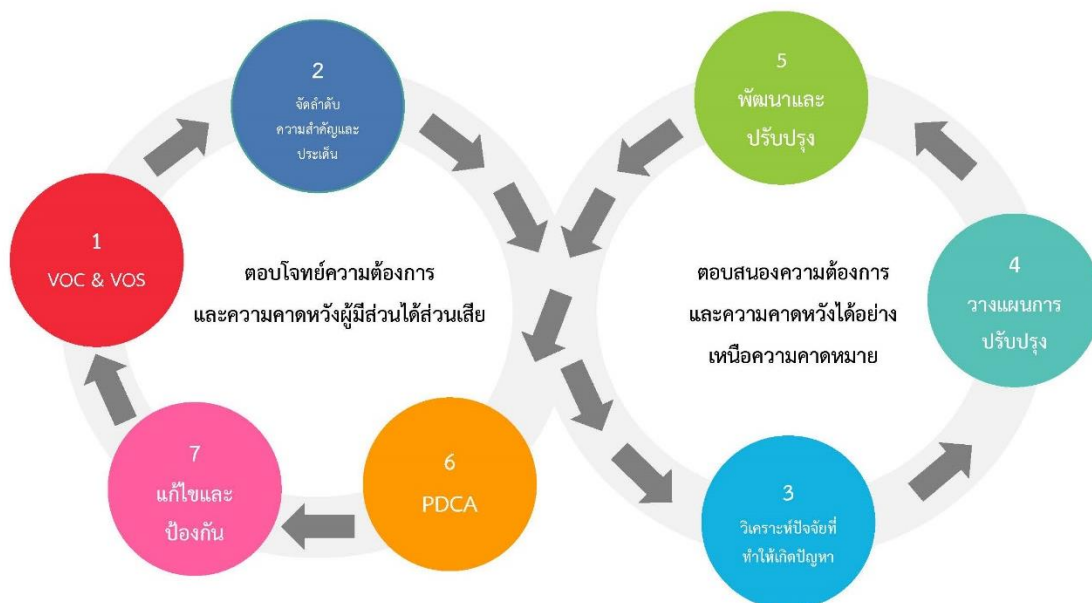 1
VOC & VOS
2
จัดลำดับ
ความสำคัญและ
ประเด็น
ตอบโจทย์ความต้องการ
และความคาดหวังผู้มีส่วนได้ส่วนเสีย
3
วิเคราะห์ปัจจัยที่
ทำให้เกิดปัญหา
4
วางแผนการ
ปรับปรุง
5
พัฒนาและ
ปรับปรุง
ตอบสนองความต้องการ
และความคาดหวังได้อย่าง
เหนือความคาดหมาย
6
PDCA
7
แก้ไขและ
ป้องกัน